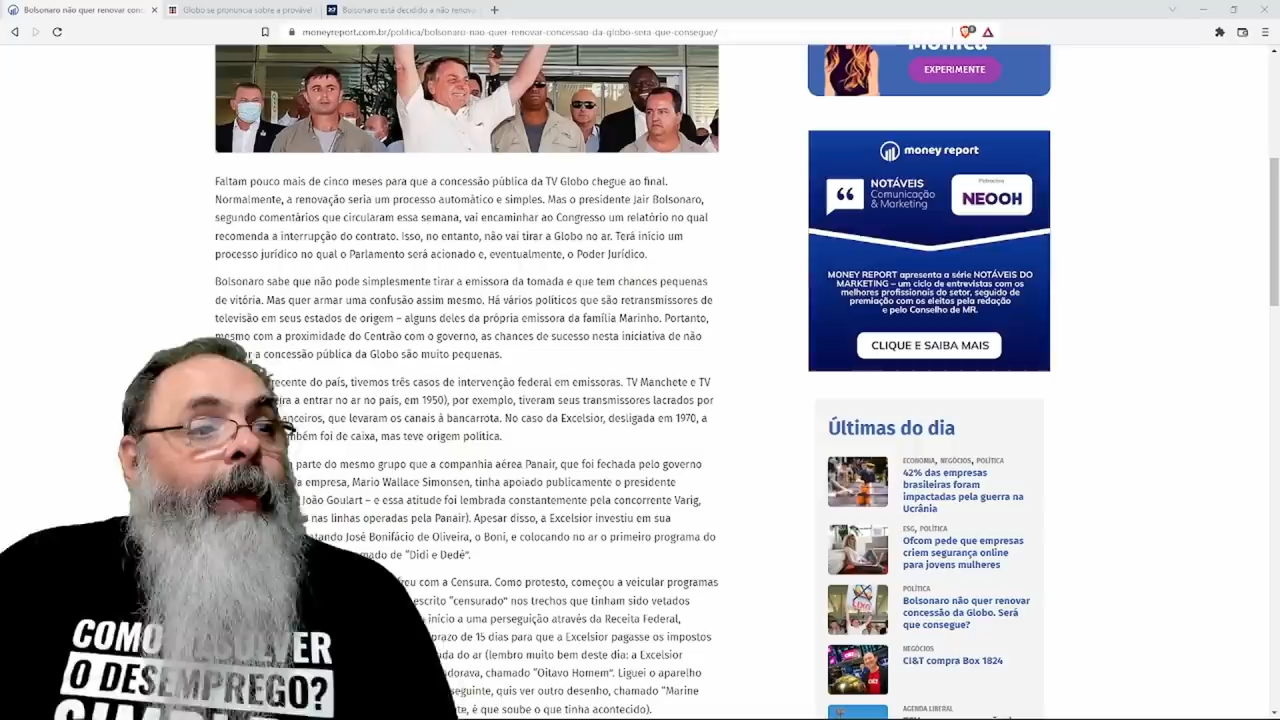 Bolsonaro não quer renovar conc
Globo se pronuncia sobre a provável
Bolsonaro está decidido a não renova
moneyreport.com.br/politica/bolsonaro-nao-quer-renovar-concessao-da-globo-sera-que-consegue/
Monica
EXPERIMENTE
Faltam pouco mais de cinco meses para que a concessão pública da TV Globo chegue ao final.
Normalmente, a renovação seria um processo automático e simples. Mas o presidente Jair Bolsonaro,
segundo comentários que circularam essa semana, vai encaminhar ao Congresso um relatório no qual
recomenda a interrupção do contrato. Isso, no entanto, não vai tirar a Globo no ar. Terá início um
processo jurídico no qual o Parlamento será acionado e, eventualmente, o Poder Jurídico.
Bolsonaro sabe que não pode simplesmente tirar a emissora da tomada e que tem chances pequenas
de vitória. Mas quer armar uma confusão assim mesmo. Há vários políticos que são retransmissores de
televisão em seus estados de origem – alguns deles da própria emissora da família Marinho. Portanto,
mesmo com a proximidade do Centrão com o governo, as chances de sucesso nesta iniciativa de não
a concessão pública da Globo são muito pequenas.
recente do país, tivemos três casos de intervenção federal em emissoras. TV Manchete e TV
a entrar no ar no país, em 1950), por exemplo, tiveram seus transmissores lacrados por
que levaram os canais à bancarrota. No caso da Excelsior, desligada em 1970, a
foi de caixa, mas teve origem política.
parte do mesmo grupo que a companhia aérea Panair, que foi fechada pelo governo
empresa, Mario Wallace Simonsen, tinha apoiado publicamente o presidente
João Goulart – e essa atitude foi lembrada constantemente pela concorrente Varig,
nas linhas operadas pela Panair). Apesar disso, a Excelsior investiu em sua
José Bonifácio de Oliveira, o Boni, e colocando no ar o primeiro programa do
de “Didi e Dedé”.
com a Censura. Como protesto, começou a veicular programas
“censurado” nos trechos que tinham sido vetados
início a uma perseguição através da Receita Federal,
prazo de 15 dias para que a Excelsior pagasse os impostos
do ar (lembro muito bem deste dia: a Excelsior
chamado “Oitavo Homem”. Liguei o aparelho
quis ver outro desenho, chamado “Marine
é que soube o que tinha acontecido).
money report
NOTÁVEIS
Comunicação
& Marketing
NEOOH
MONEY REPORT apresenta a série NOTÁVEIS DO
MARKETING – um ciclo de entrevistas com os
melhores profissionais do setor, seguido de
premiação com os eleitos pela redação
e pelo Conselho de MR.
CLIQUE E SAIBA MAIS
Últimas do dia
ECONOMIA, NEGÓCIOS, POLÍTICA
42% das empresas
brasileiras foram
impactadas pela guerra na
Ucrânia
ESG, POLÍTICA
Ofcom pede que empresas
criem segurança online
para jovens mulheres
POLÍTICA
Bolsonaro não quer renovar
concessão da Globo. Será
que consegue?
NEGÓCIOS
CI&T compra Box 1824
AGENDA LIBERAL
O DESEMPREGO?